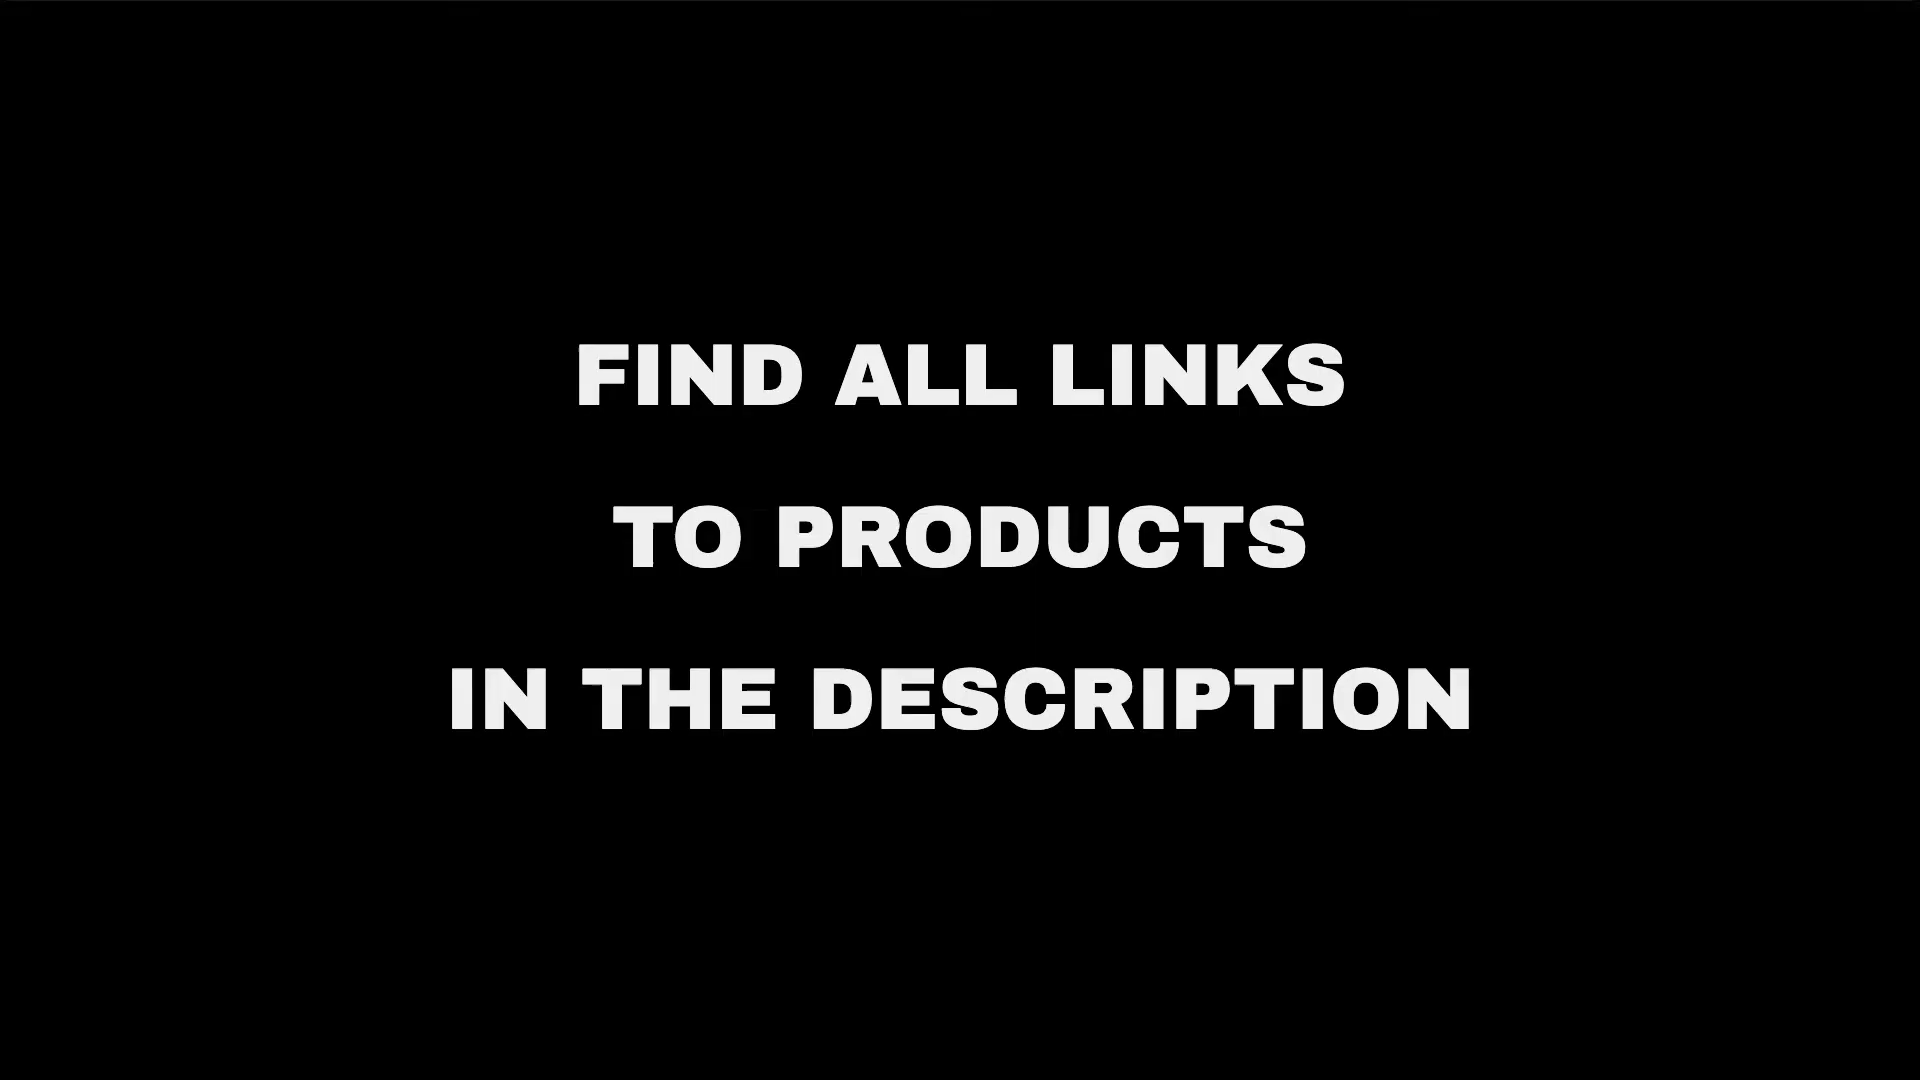 FIND ALL LINKS
TO PRODUCTS
IN THE DESCRIPTION